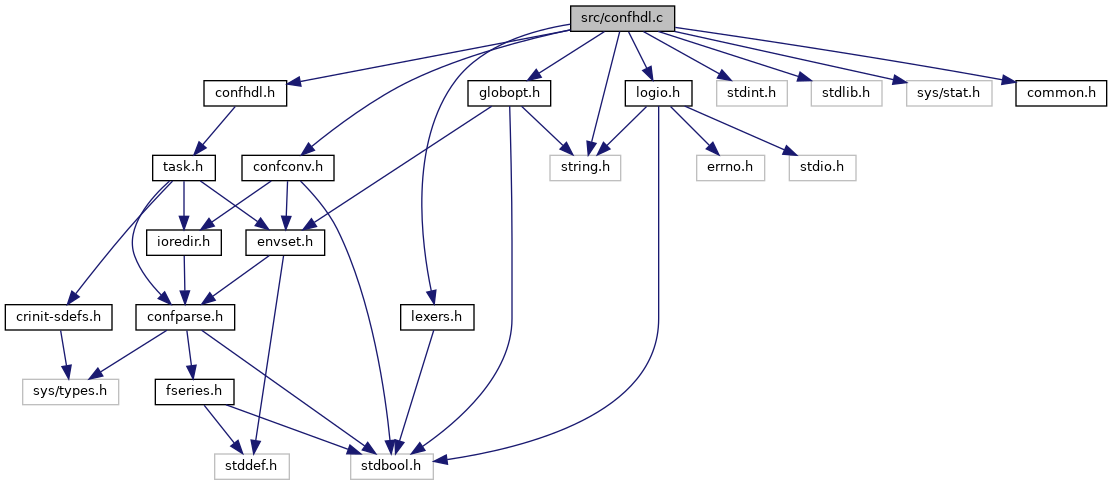 src/confhdl.c
confhdl.h
globopt.h
logio.h
stdint.h
stdlib.h
sys/stat.h
common.h
task.h
confconv.h
string.h
errno.h
stdio.h
ioredir.h
envset.h
crinit-sdefs.h
confparse.h
lexers.h
sys/types.h
fseries.h
stddef.h
stdbool.h